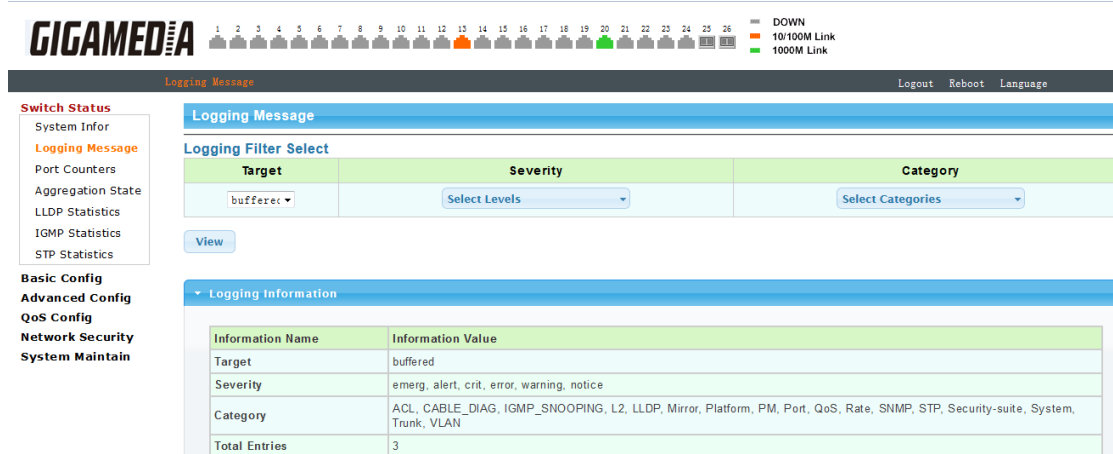 GIGAMEDIA
1 2 3 4 5 6 7 8 9 10 11 12 13 14 15 16 17 18 19 20 21 22 23 24 25 26
DOWN
10/100M Link
1000M Link
Logging Message
Logout Reboot Language
Switch Status
System Infor
Logging Message
Port Counters
Aggregation State
LLDP Statistics
IGMP Statistics
STP Statistics
Basic Config
Advanced Config
QoS Config
Network Security
System Maintain
Logging Message
Logging Filter Select
Target Severity Category
buffered Select Levels Select Categories
View
Logging Information
Information Name Information Value
Target buffered
Severity emerg, alert, crit, error, warning, notice
Category ACL, CABLE_DIAG, IGMP_SNOOPING, L2, LLDP, Mirror, Platform, PM, Port, QoS, Rate, SNMP, STP, Security-suite, System,
Trunk, VLAN
Total Entries 3